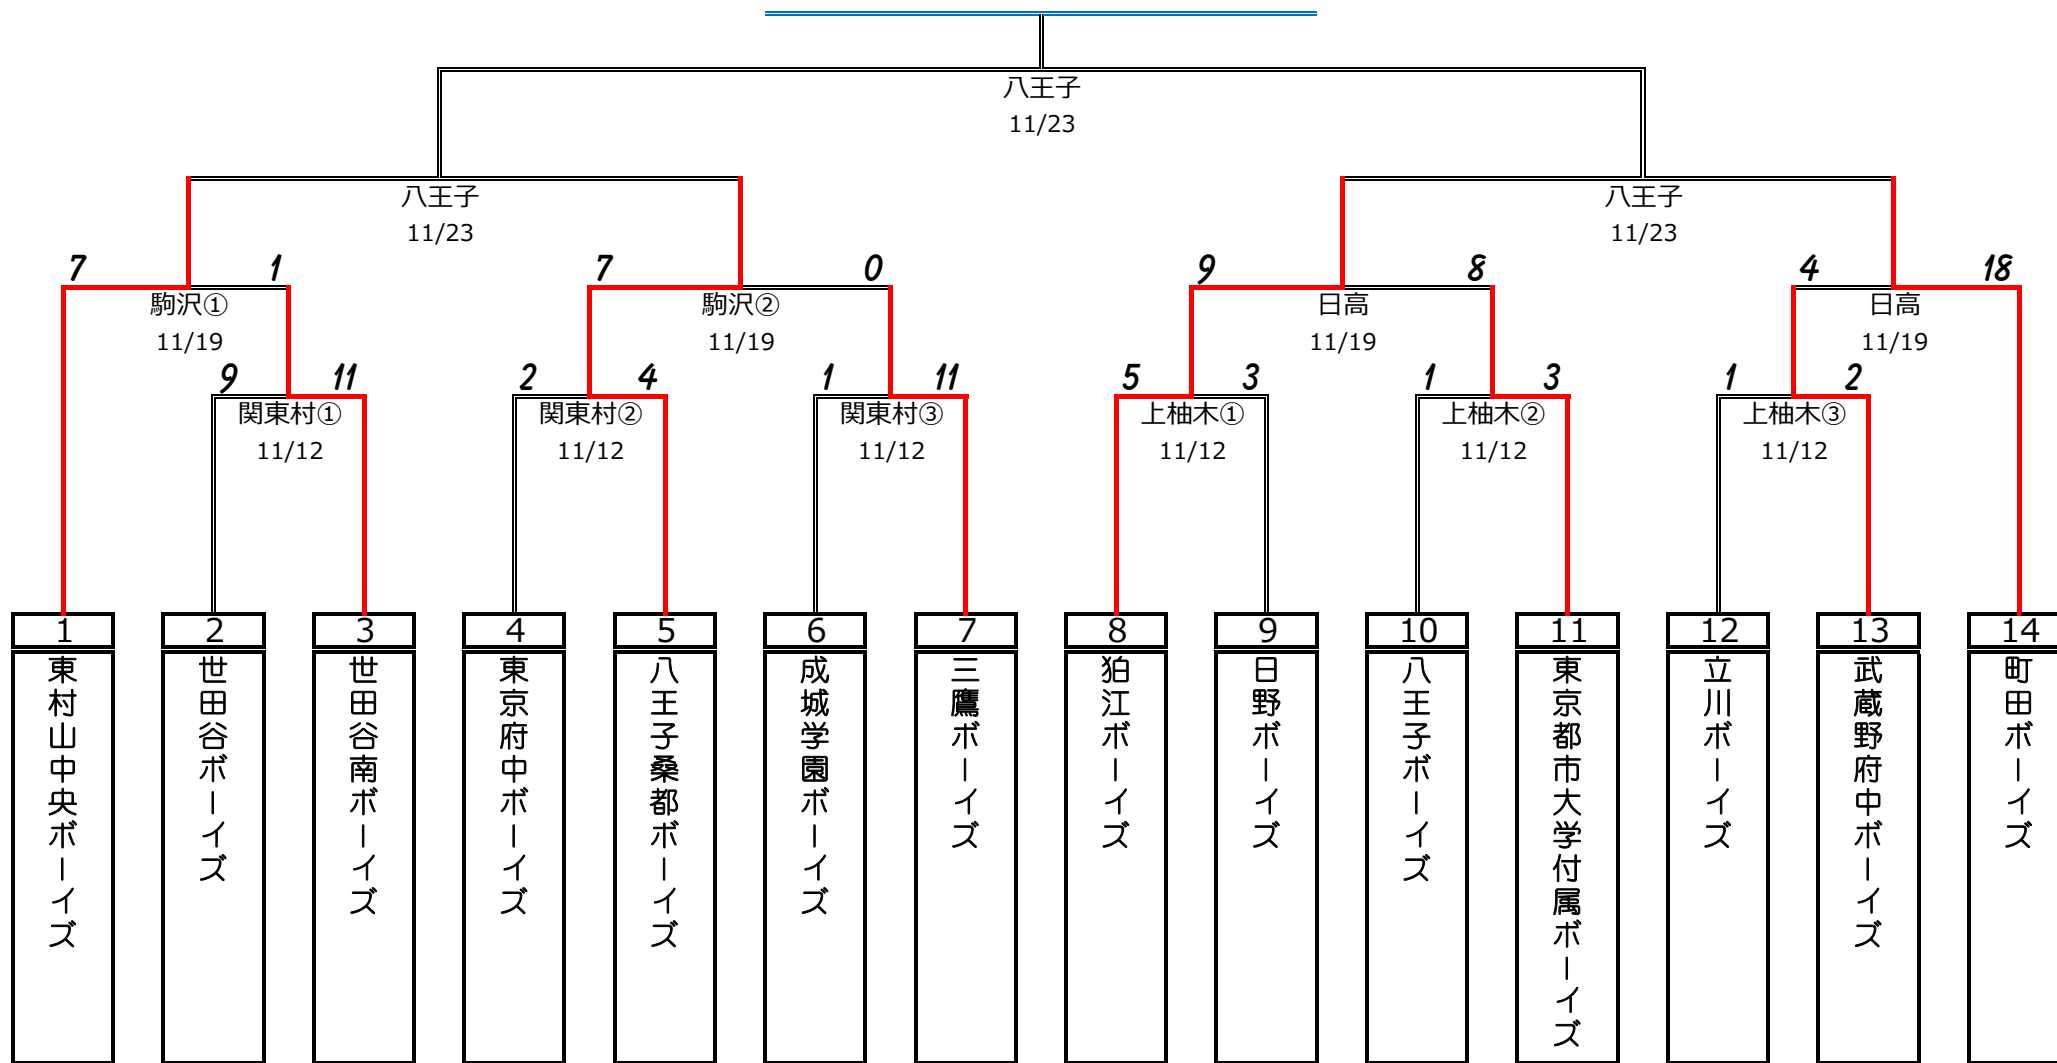 八王子
11/23
八王子
11/23
八王子
11/23
7 1
7 0
9 8
4 18
駒沢①
11/19
駒沢②
11/19
日高
11/19
日高
11/19
9 11
2 4
1 11
5 3
1 3
1 2
関東村①
11/12
関東村②
11/12
関東村③
11/12
上柚木①
11/12
上柚木②
11/12
上柚木③
11/12
1
東村山中央ボーイズ
2
世田谷ボーイズ
3
世田谷南ボーイズ
4
東京府中ボーイズ
5
八王子桑都ボーイズ
6
成城学園ボーイズ
7
三鷹ボーイズ
8
狛江ボーイズ
9
日野ボーイズ
10
八王子ボーイズ
11
東京都市大学付属ボーイズ
12
立川ボーイズ
13
武蔵野府中ボーイズ
14
町田ボーイズ